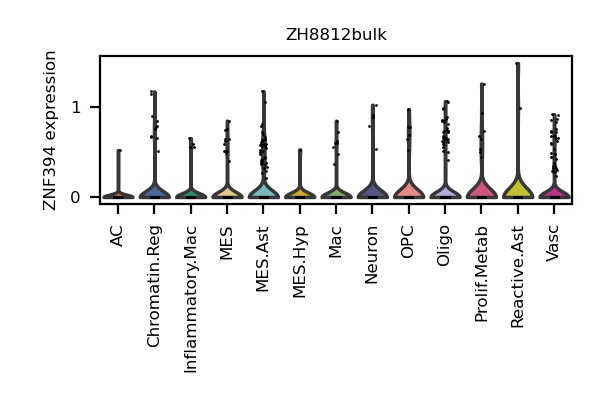 ZH8812bulk
ZNF394 expression
1
0
AC
Chromatin.Reg
Inflammatory.Mac
MES
MES.Ast
MES.Hyp
Mac
Neuron
OPC
Oligo
Prolif.Metab
Reactive.Ast
Vasc